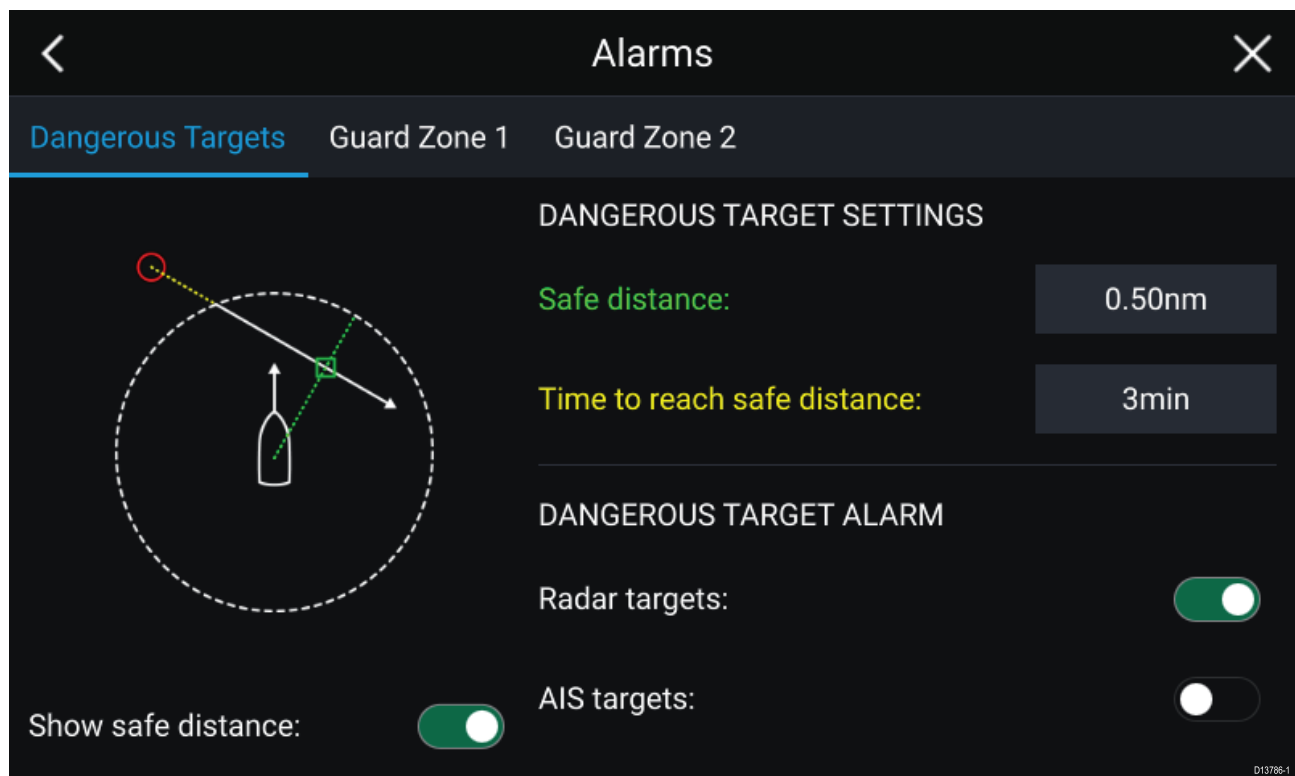 Alarms
Dangerous Targets Guard Zone 1 Guard Zone 2
DANGEROUS TARGET SETTINGS
Safe distance: 0.50nm
Time to reach safe distance: 3min
DANGEROUS TARGET ALARM
Radar targets:
AIS targets:
Show safe distance:
D13786-1